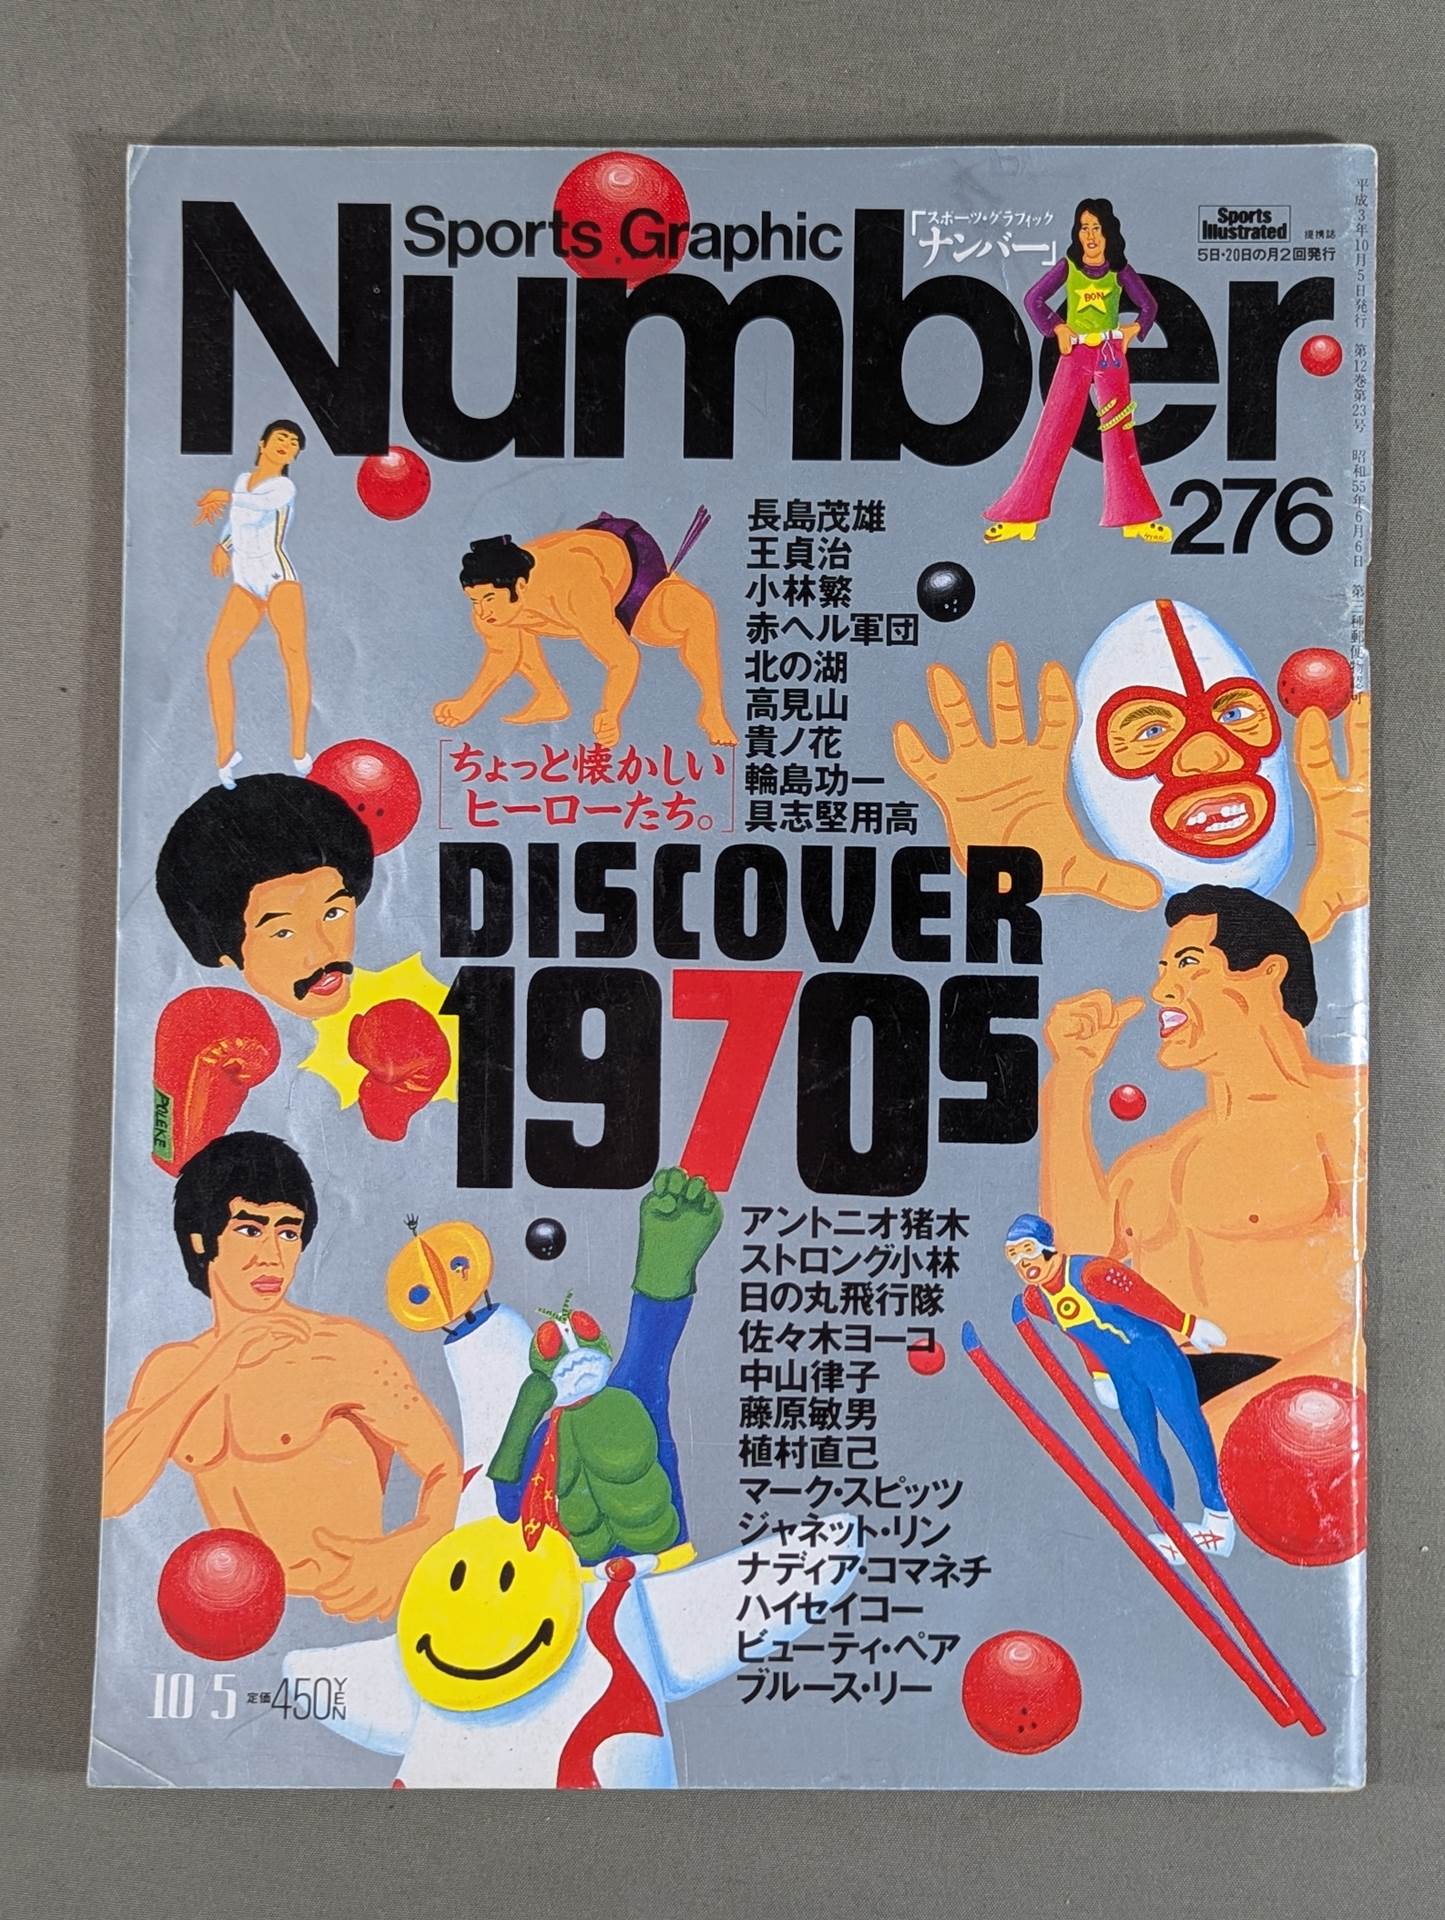 Sports Graphic
Number
「スポーツ・グラフィック
ナンバー」
Sports
Illustrated
提携誌
5日・20日の月2回発行
平成3年10月5日発行 第12巻第23号 昭和55年6月6日 第三種郵便物認可
BON
276
長島茂雄
王貞治
小林繁
赤ヘル軍団
北の湖
高見山
貴ノ花
輪島功一
具志堅用高
ちょっと懐かしい
ヒーローたち。
DISCOVER
1970s
POLEKE
アントニオ猪木
ストロング小林
日の丸飛行隊
佐々木ヨーコ
中山律子
藤原敏男
植村直己
マーク・スピッツ
ジャネット・リン
ナディア・コマネチ
ハイセイコー
ビューティ・ペア
ブルース・リー
10/5 定価450YEN